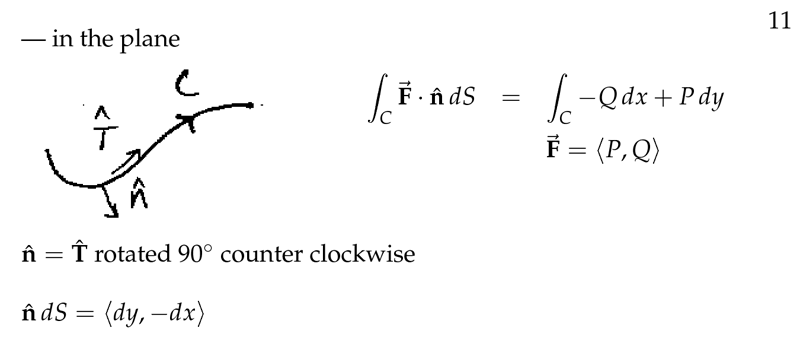 11
— in the plane
C
T̂
n̂
∫_C F⃗ · n̂ dS = ∫_C −Q dx + P dy
F⃗ = ⟨P, Q⟩
n̂ = T̂ rotated 90° counter clockwise
n̂ dS = ⟨dy, −dx⟩